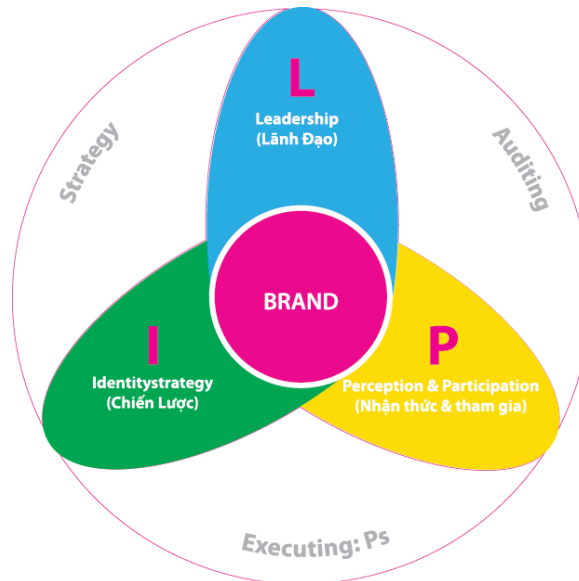 L
Leadership
(Lãnh Đạo)
Strategy
Auditing
BRAND
I
Identitystrategy
(Chiến Lược)
P
Perception & Participation
(Nhận thức & tham gia)
Executing: Ps